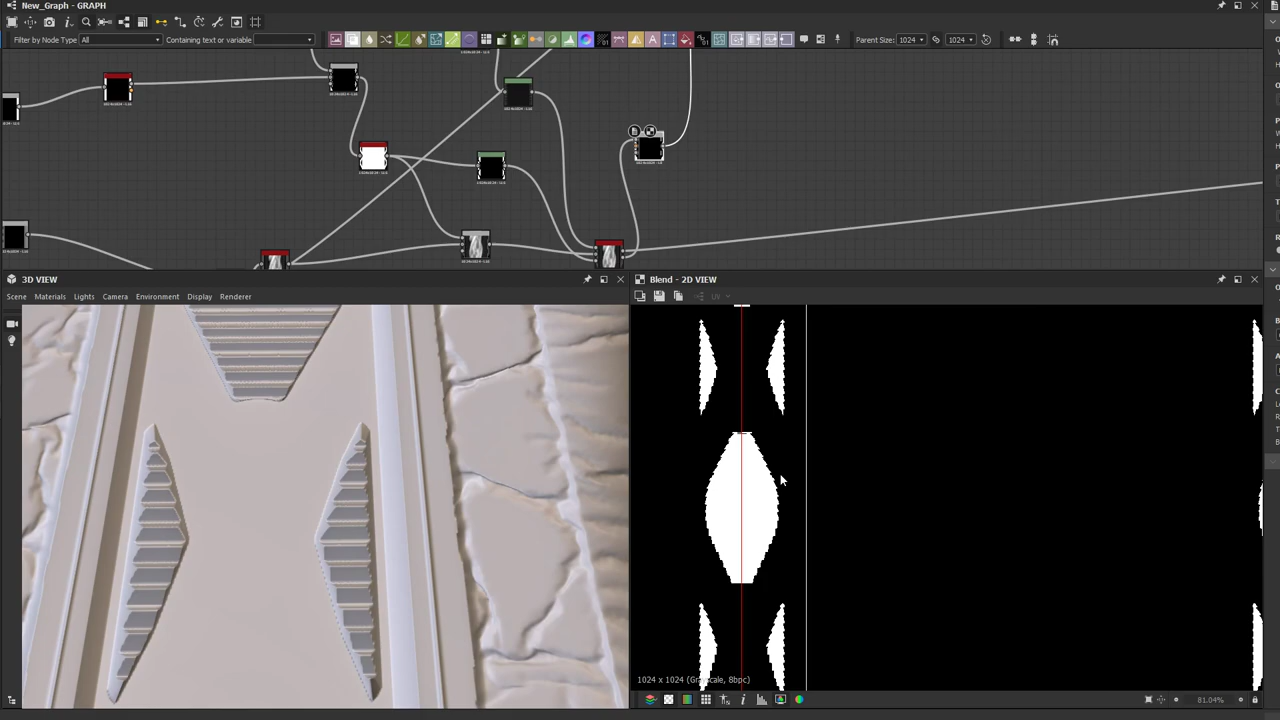 New_Graph - GRAPH
Filter by Node Type All
Containing text or variable
Parent Size: 1024 1024
3D VIEW
Scene Materials Lights Camera Environment Display Renderer
Blend - 2D VIEW
UV
1024 x 1024 (Grayscale, 8bpc)
81.04%